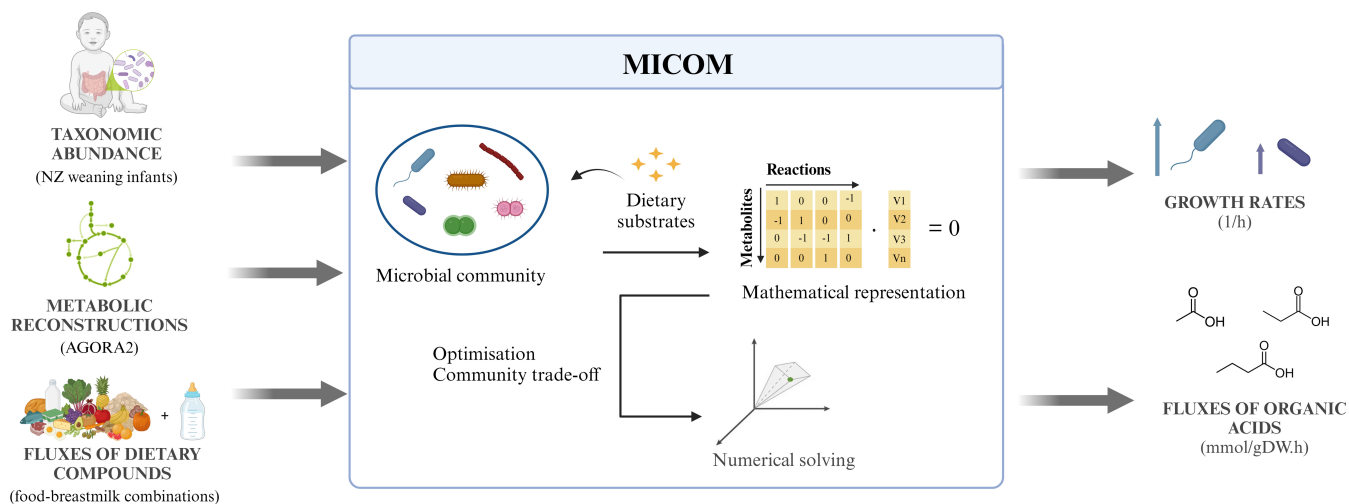 TAXONOMIC
ABUNDANCE
(NZ weaning infants)
METABOLIC
RECONSTRUCTIONS
(AGORA2)
+
FLUXES OF DIETARY
COMPOUNDS
(food-breastmilk combinations)
MICOM
Microbial community
Dietary
substrates
Reactions
Metabolites
1 0 0 -1
-1 1 0 0
0 -1 -1 1
0 0 1 0
.
V1
V2
V3
Vn
= 0
Mathematical representation
Optimisation
Community trade-off
Numerical solving
GROWTH RATES
(1/h)
O
OH
O
OH
O
OH
FLUXES OF ORGANIC
ACIDS
(mmol/gDW.h)